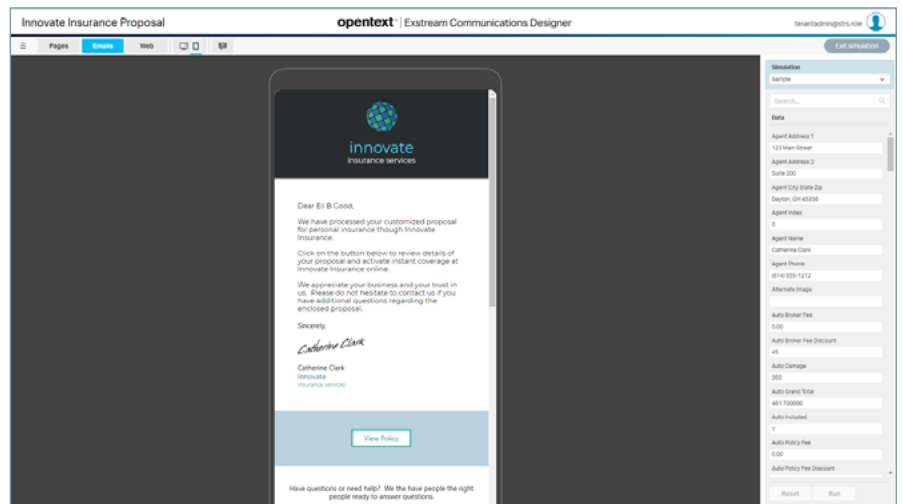 Innovate Insurance Proposal
opentext™ | Exstream Communications Designer
tenantadmin@strs.role
Pages
Emails
Web
Exit simulation
innovate
insurance services
Dear Eli B Good,
We have processed your customized proposal
for personal insurance though Innovate
Insurance.
Click on the button below to review details of
your proposal and activate instant coverage at
Innovate Insurance online.
We appreciate your business and your trust in
us. Please do not hesitate to contact us if you
have additional questions regarding the
enclosed proposal.
Sincerely,
Catherine Clark
Catherine Clark
Innovate
insurance services
View Policy
Have questions or need help? We the have people the right
people ready to answer questions.
Simulation
Sample
Search...
Data
Agent Address 1
123 Main Street
Agent Address 2
Suite 200
Agent City State Zip
Dayton, OH 45356
Agent Index
0
Agent Name
Catherine Clark
Agent Phone
(614) 555-1212
Alternate Image
Auto Broker Fee
0.00
Auto Broker Fee Discount
45
Auto Damage
200
Auto Grand Total
461.700000
Auto Included
Y
Auto Policy Fee
0.00
Auto Policy Fee Discount
Reset
Run